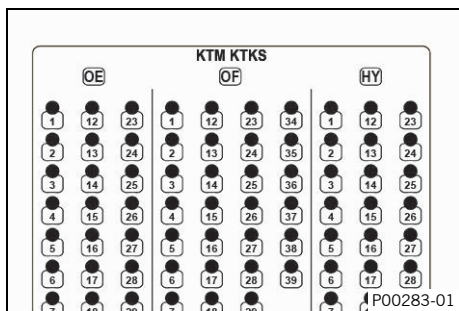 KTM KTKS
OE OF HY
1 12 23 1 12 23 34 1 12 23
2 13 24 2 13 24 35 2 13 24
3 14 25 3 14 25 36 3 14 25
4 15 26 4 15 26 37 4 15 26
5 16 27 5 16 27 38 5 16 27
6 17 28 6 17 28 39 6 17 28
P00283-01